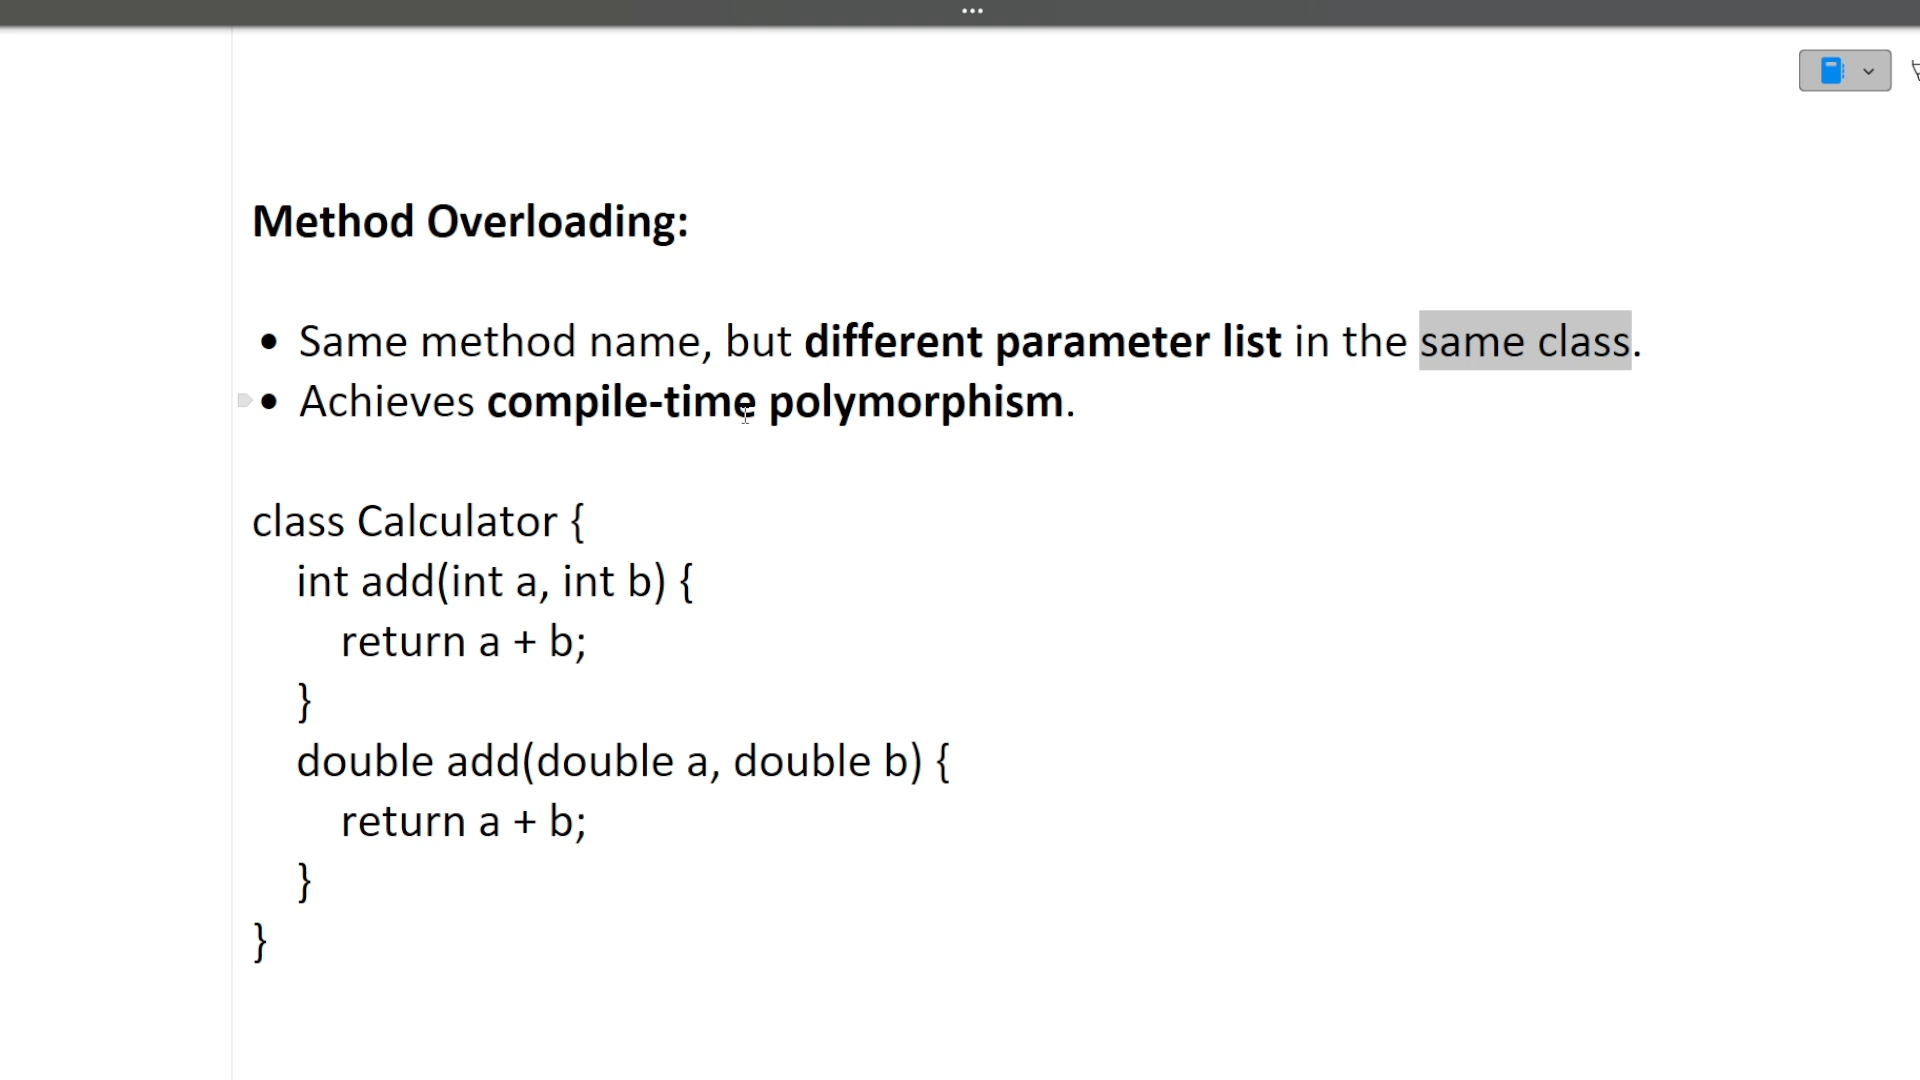 Method Overloading:
• Same method name, but different parameter list in the same class.
• Achieves compile-time polymorphism.
class Calculator {
int add(int a, int b) {
return a + b;
}
double add(double a, double b) {
return a + b;
}
}